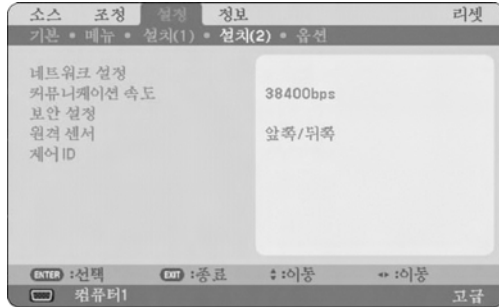 소스 조정 설정 정보 리셋
기본 • 메뉴 • 설치(1) • 설치(2) • 옵션
네트워크 설정
커뮤니케이션 속도 38400bps
보안 설정
원격 센서 앞쪽/뒤쪽
제어 ID
ENTER :선택 EXIT :종료 :이동 :이동
컴퓨터1 고급